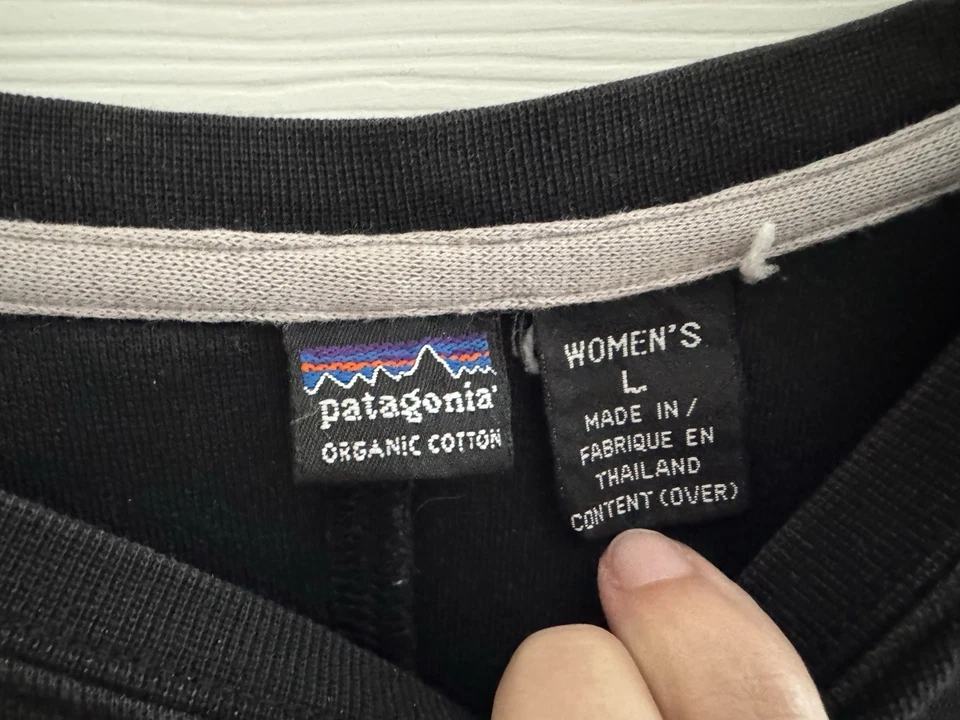 patagonia®
ORGANIC COTTON
WOMEN'S
L
MADE IN /
FABRIQUE EN
THAILAND
CONTENT (OVER)